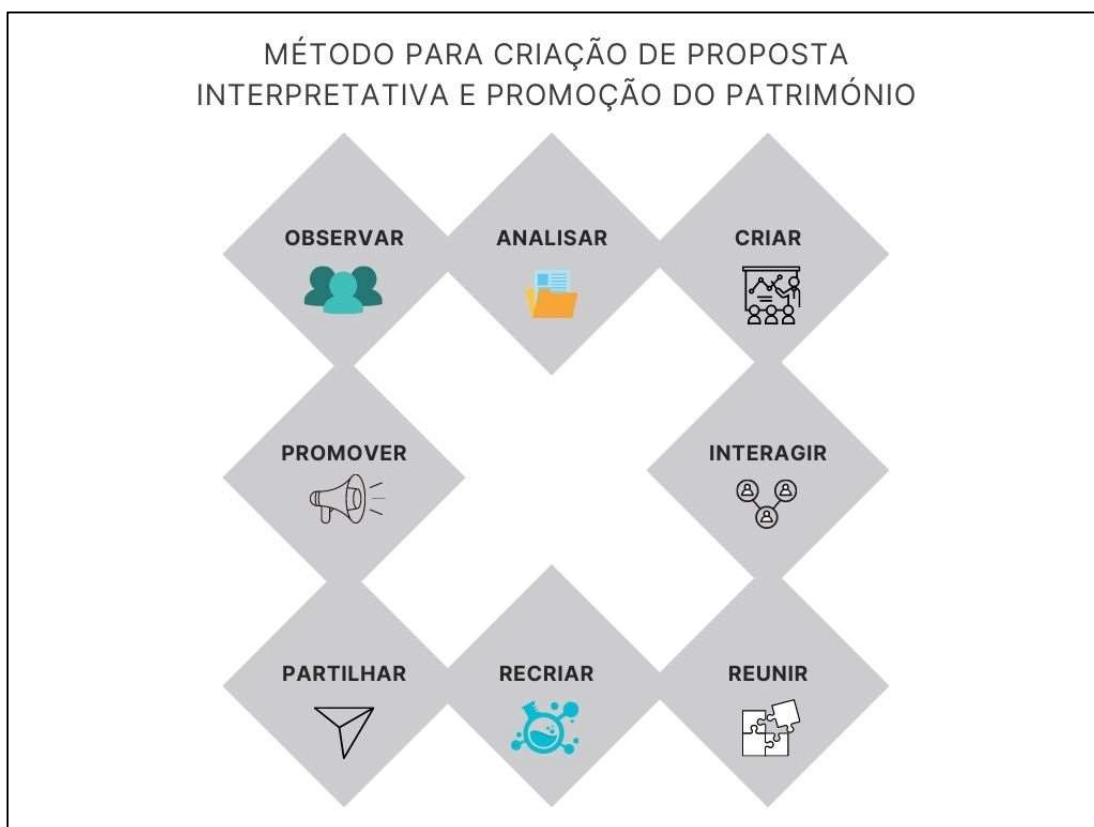 MÉTODO PARA CRIAÇÃO DE PROPOSTA
INTERPRETATIVA E PROMOÇÃO DO PATRIMÓNIO
OBSERVAR
ANALISAR
CRIAR
PROMOVER
INTERAGIR
PARTILHAR
RECRIAR
REUNIR